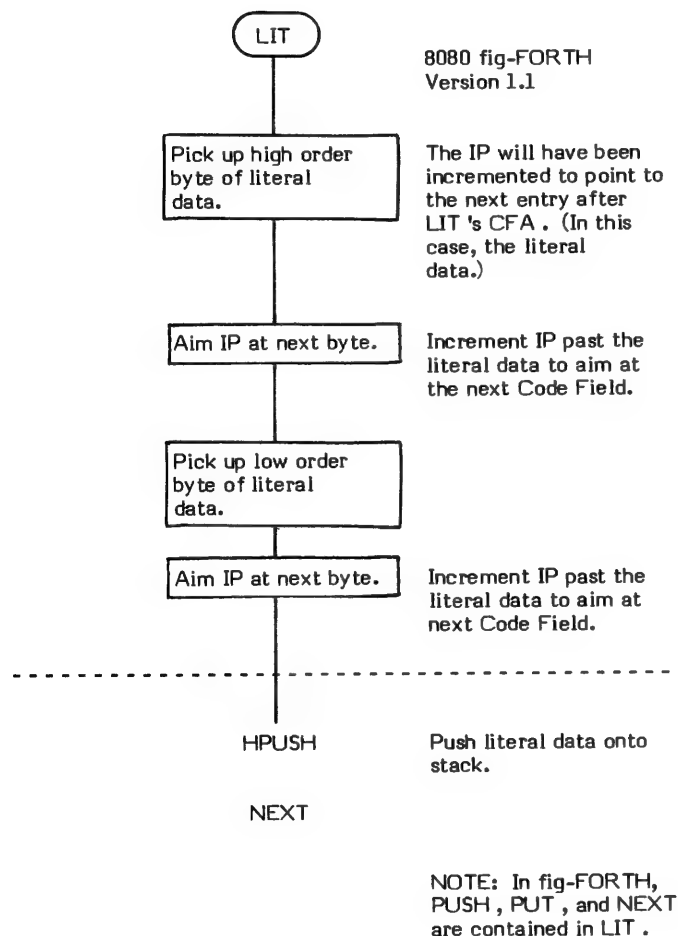 LIT
8080 fig-FORTH
Version 1.1
Pick up high order
byte of literal
data.
The IP will have been
incremented to point to
the next entry after
LIT 's CFA . (In this
case, the literal
data.)
Aim IP at next byte.
Increment IP past the
literal data to aim at
the next Code Field.
Pick up low order
byte of literal
data.
Aim IP at next byte.
Increment IP past the
literal data to aim at
next Code Field.
HPUSH
Push literal data onto
stack.
NEXT
NOTE: In fig-FORTH,
PUSH , PUT , and NEXT
are contained in LIT .